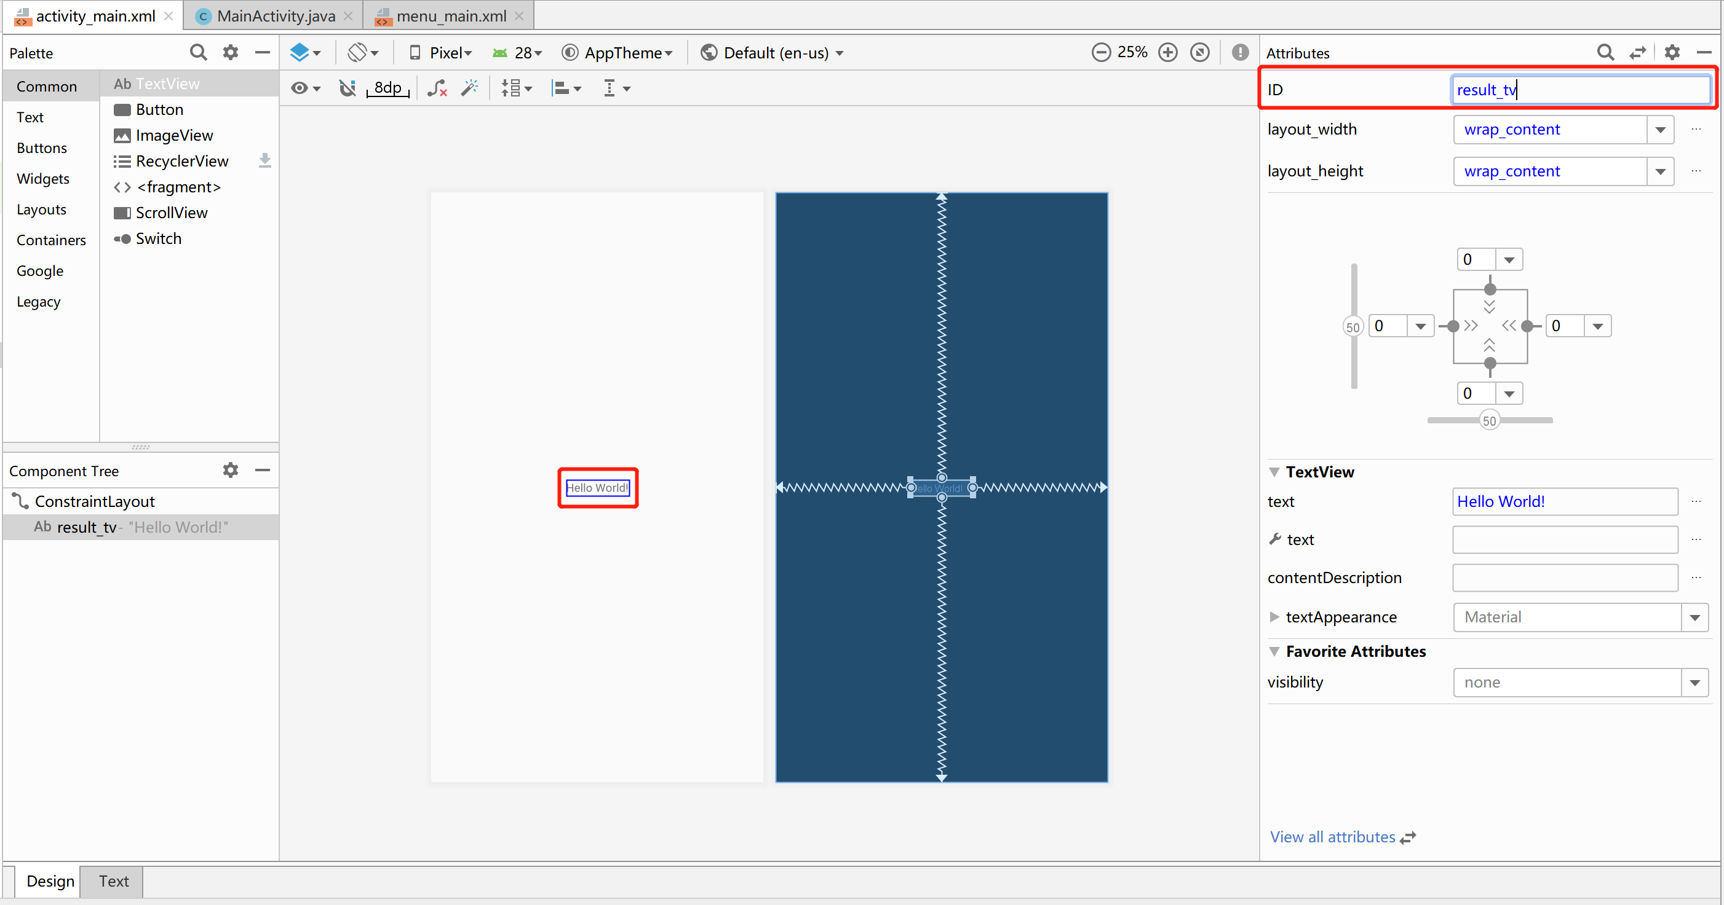 activity_main.xml
MainActivity.java
menu_main.xml
Palette
Pixel
28
AppTheme
Default (en-us)
25%
Attributes
Common
Text
Buttons
Widgets
Layouts
Containers
Google
Legacy
Ab TextView
Button
ImageView
RecyclerView
<fragment>
ScrollView
Switch
8dp
ID
result_tv
layout_width
wrap_content
layout_height
wrap_content
0
50
0
0
0
50
Hello World!
Hello World!
Component Tree
ConstraintLayout
Ab result_tv- "Hello World!"
TextView
text
Hello World!
text
contentDescription
textAppearance
Material
Favorite Attributes
visibility
none
View all attributes
Design
Text